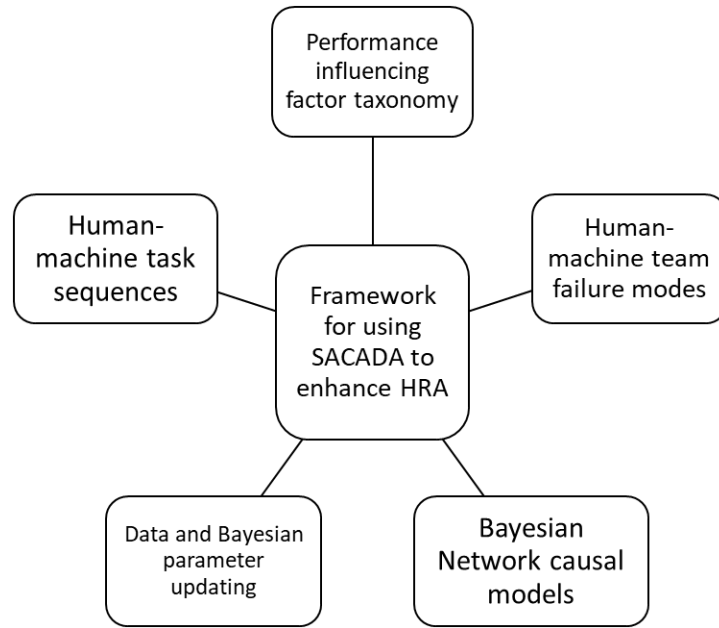 Performance
influencing
factor taxonomy
Human-
machine task
sequences
Human-
machine team
failure modes
Framework
for using
SACADA to
enhance HRA
Data and Bayesian
parameter
updating
Bayesian
Network causal
models